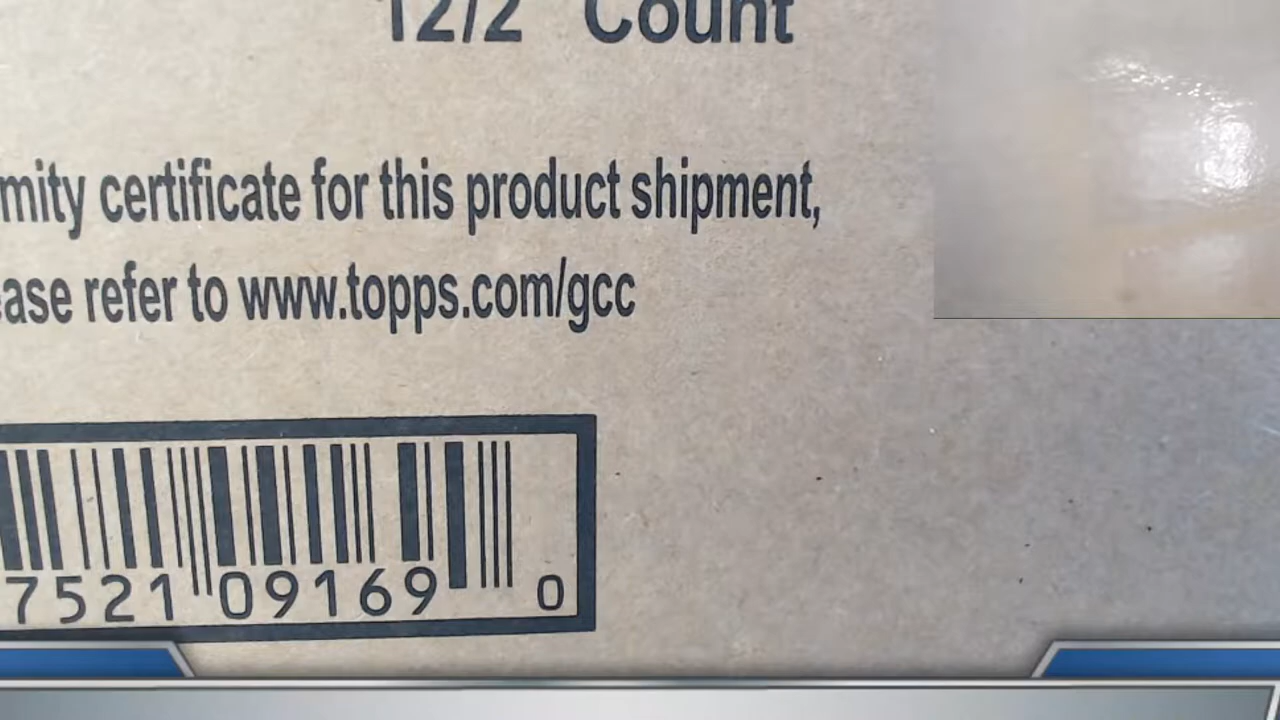 12/2 Count
mity certificate for this product shipment,
ase refer to www.topps.com/gcc
7521 09169 0